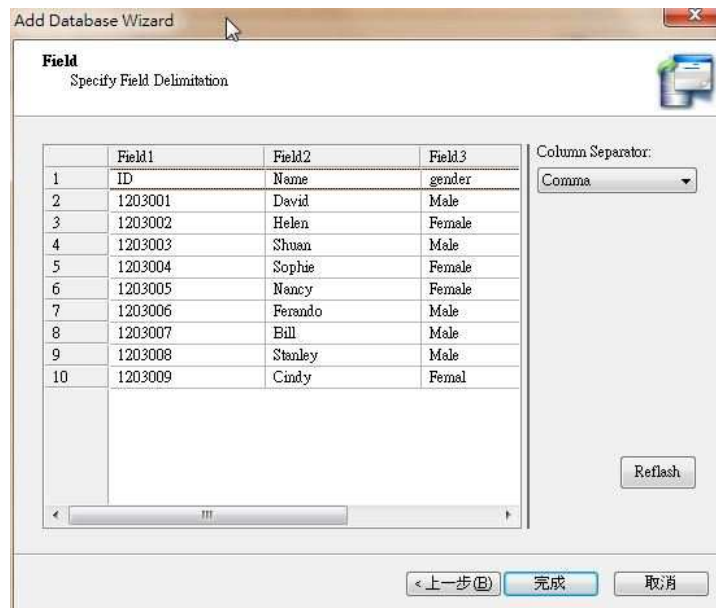 Add Database Wizard
Field
Specify Field Delimitation
Field1 Field2 Field3
1 ID Name gender
2 1203001 David Male
3 1203002 Helen Female
4 1203003 Shuan Male
5 1203004 Sophie Female
6 1203005 Nancy Female
7 1203006 Ferando Male
8 1203007 Bill Male
9 1203008 Stanley Male
10 1203009 Cindy Femal
Column Separator:
Comma
Reflash
<上一步(B)
完成
取消